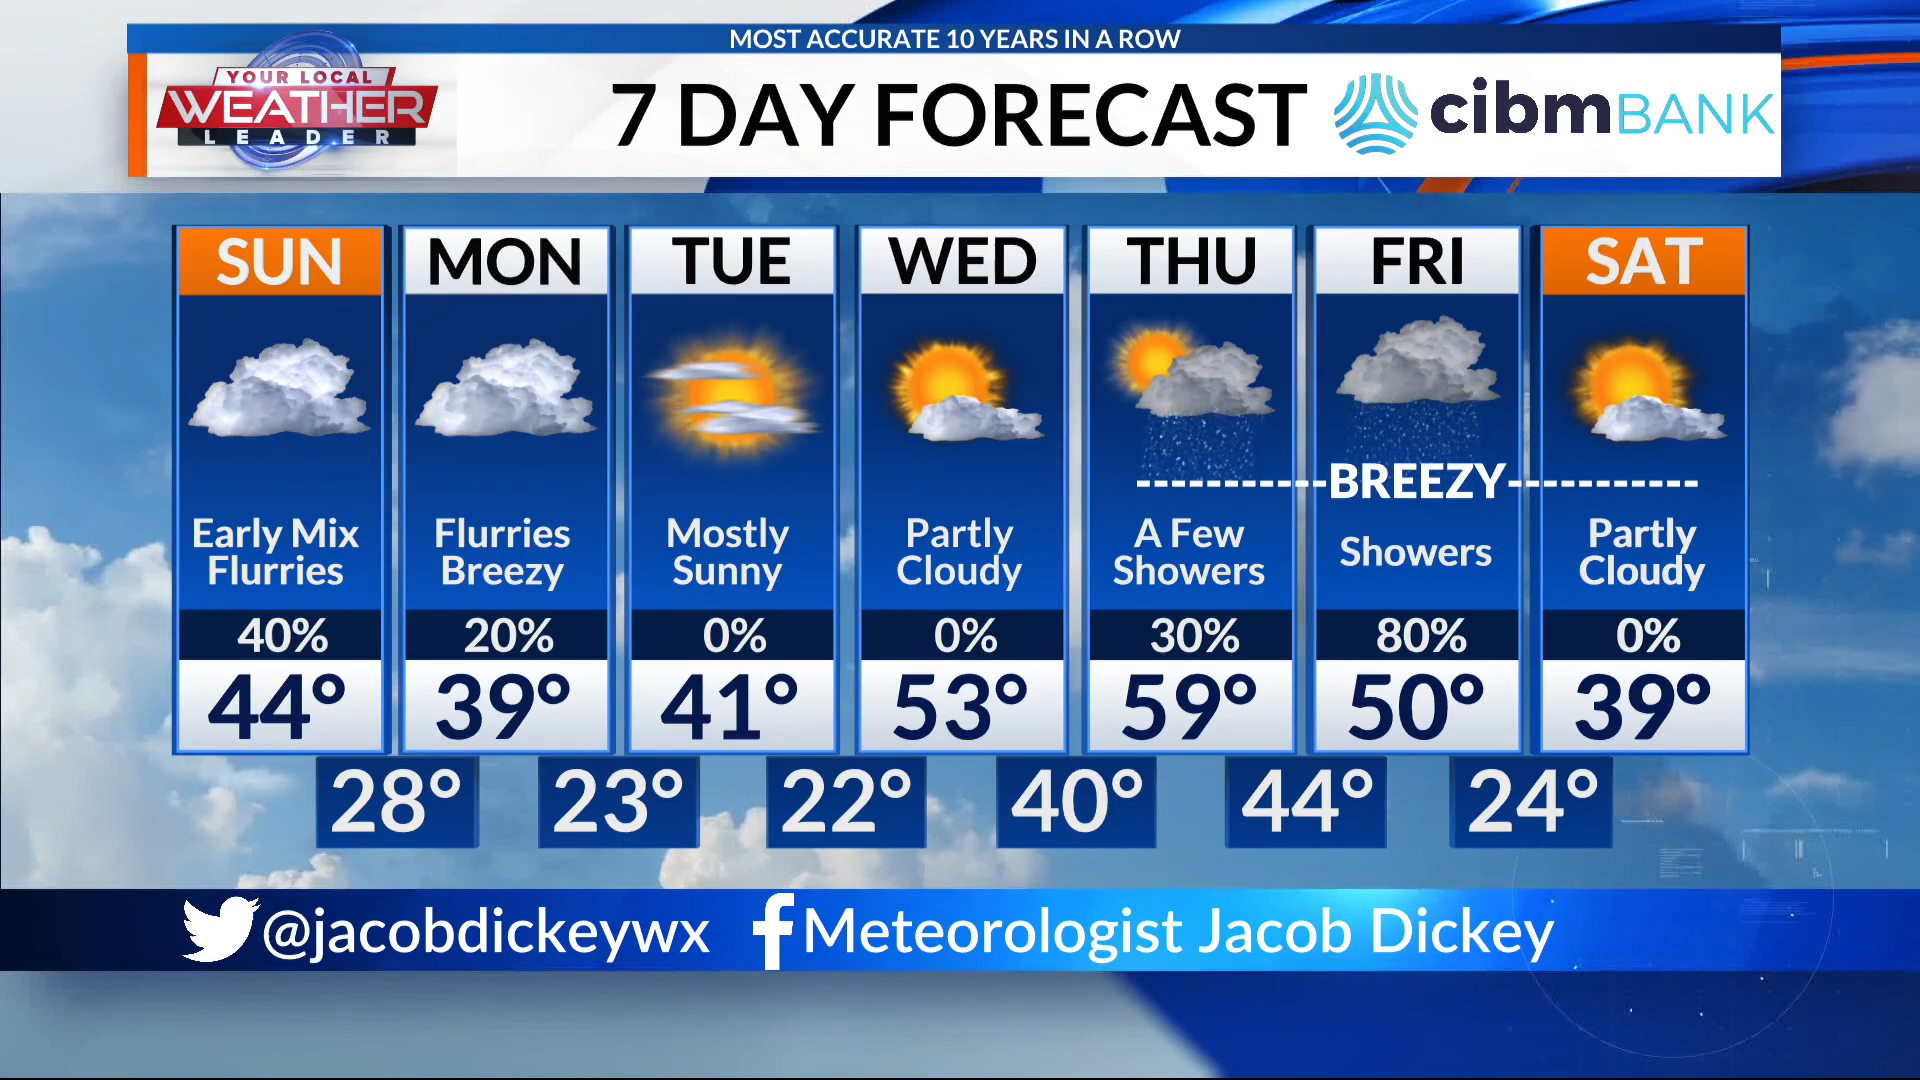 MOST ACCURATE 10 YEARS IN A ROW
YOUR LOCAL
WEATHER
LEADER
7 DAY FORECAST
cibmBANK
SUN MON TUE WED THU FRI SAT
----------BREEZY----------
Early Mix
Flurries
Flurries
Breezy
Mostly
Sunny
Partly
Cloudy
A Few
Showers
Showers
Partly
Cloudy
40% 20% 0% 0% 30% 80% 0%
44° 39° 41° 53° 59° 50° 39°
28° 23° 22° 40° 44° 24°
@jacobdickeywx fMeteorologist Jacob Dickey